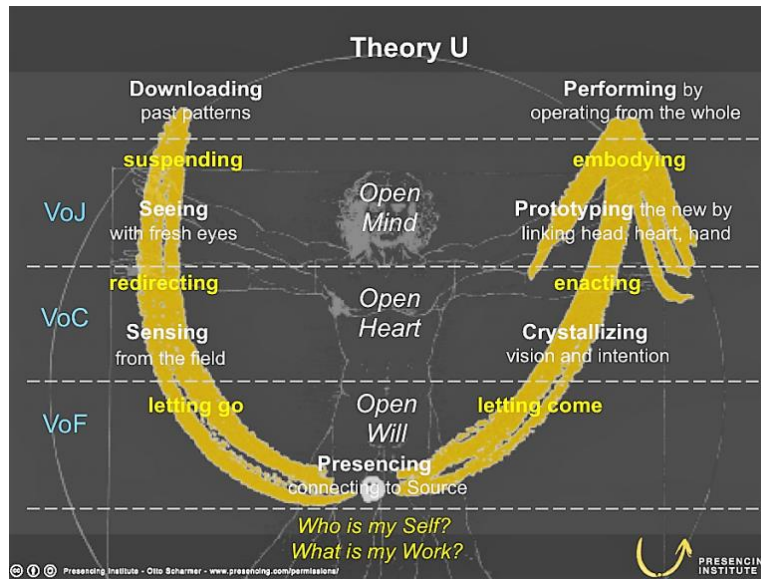 Theory U
Downloading
past patterns
Performing by
operating from the whole
suspending
embodying
VoJ
Open
Mind
Seeing
with fresh eyes
Prototyping the new by
linking head, heart, hand
redirecting
enacting
VoC
Open
Heart
Sensing
from the field
Crystallizing
vision and intention
VoF
letting go
Open
Will
letting come
Presencing
connecting to Source
Who is my Self?
What is my Work?
Presencing Institute - Otto Scharmer - www.presencing.com/permissions/
PRESENCING
INSTITUTE